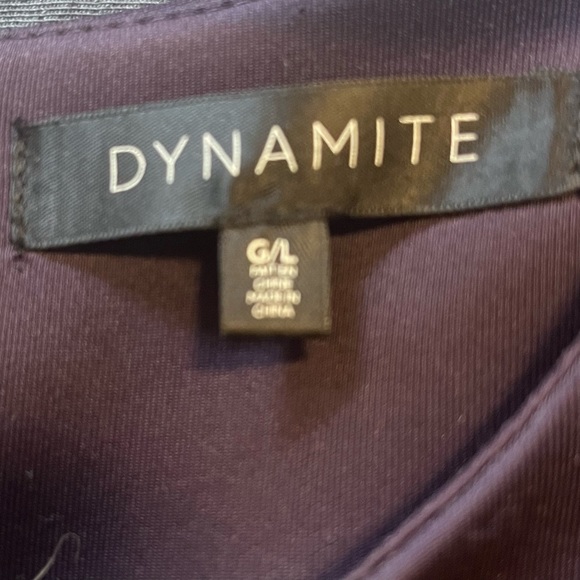 DYNAMITE
G/L
FAIT EN
CHINE
MADE IN
CHINA